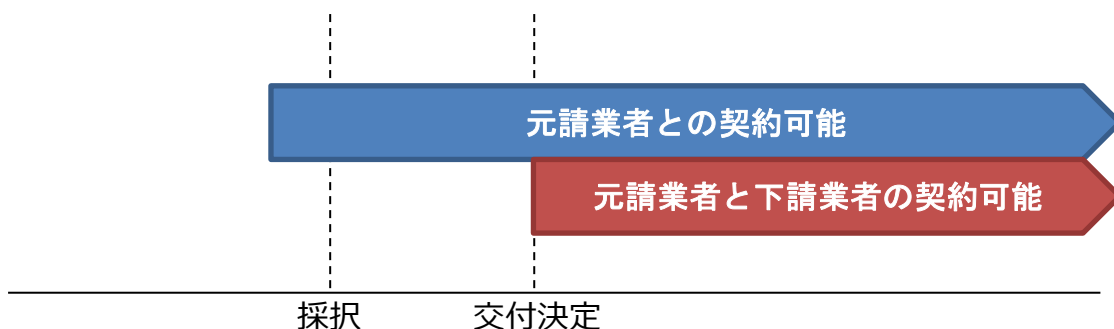 元請業者との契約可能
元請業者と下請業者の契約可能
採択
交付決定